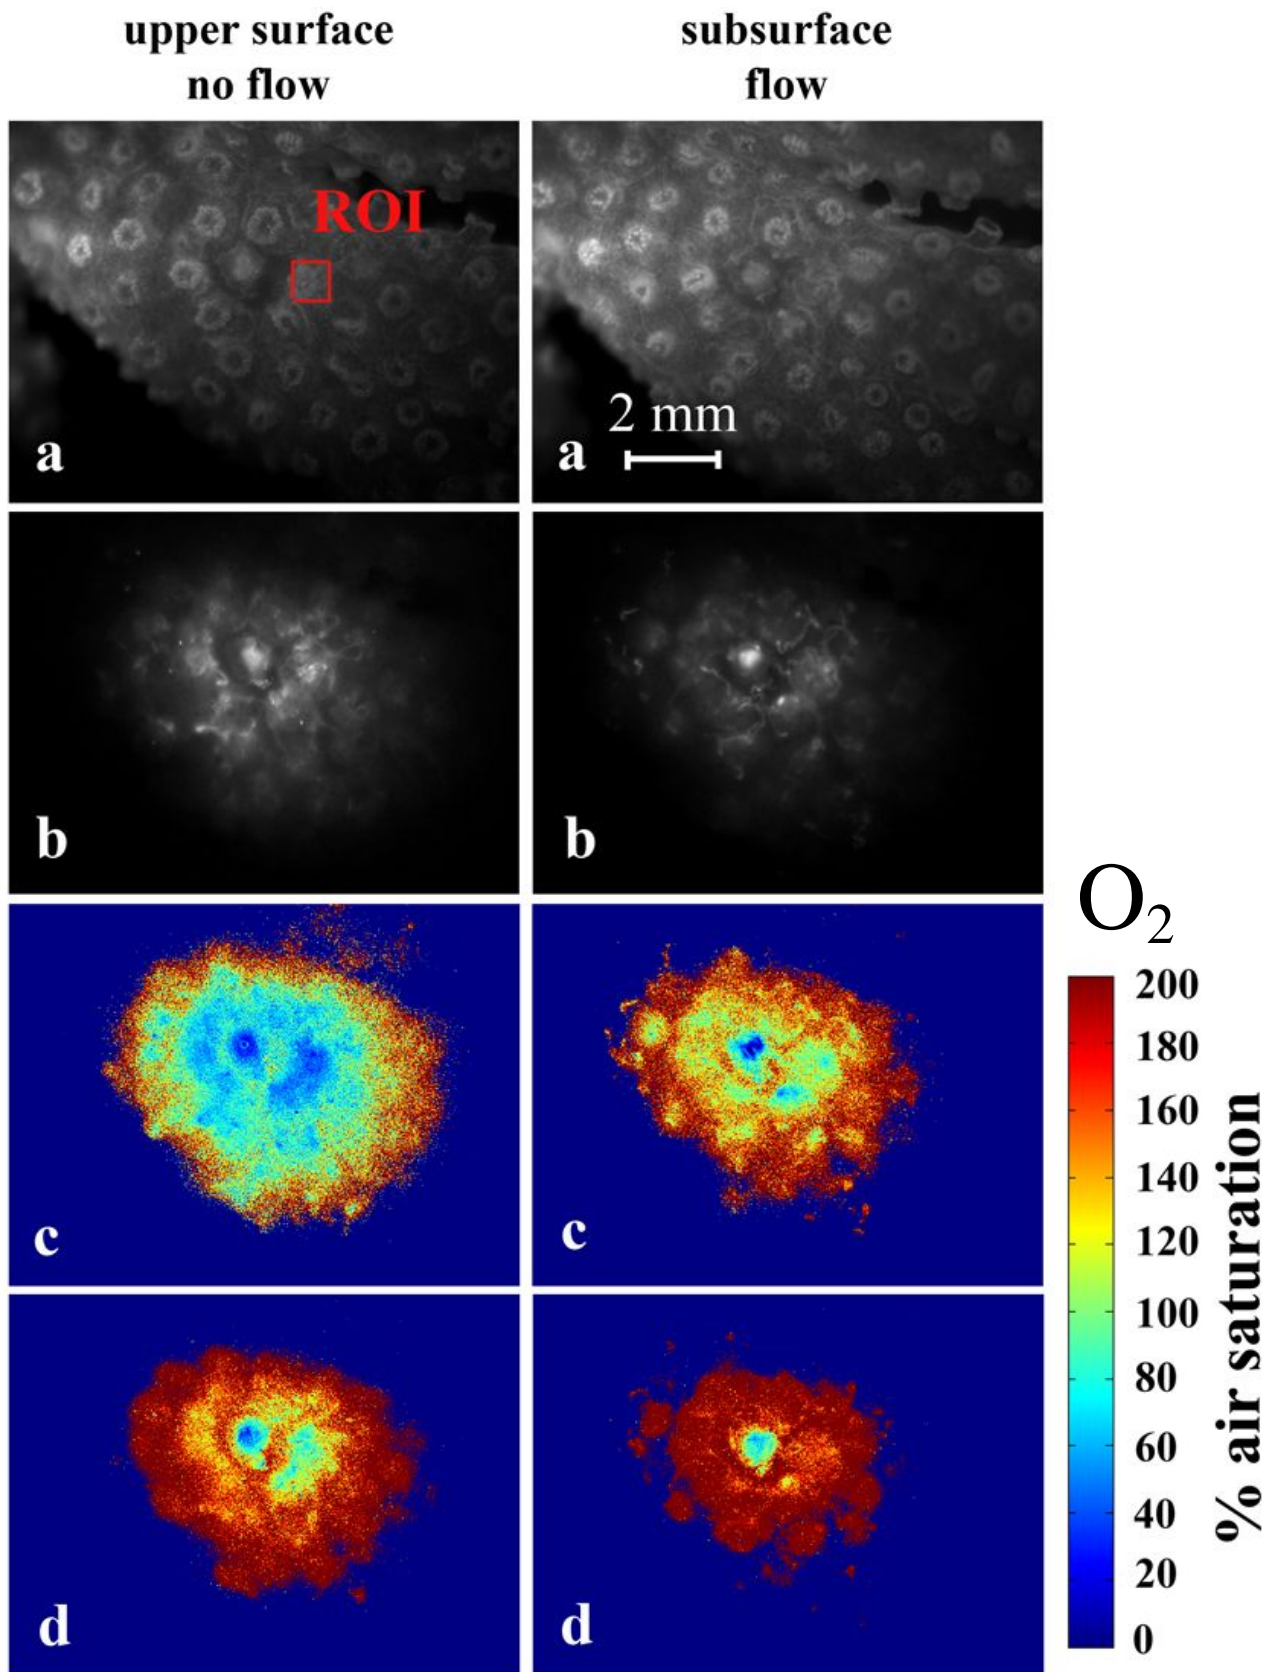 upper surface
no flow
subsurface
flow
ROI
a
2 mm
a
b
b
c
c
d
d
O₂
200
180
160
140
120
100
80
60
40
20
0
% air saturation